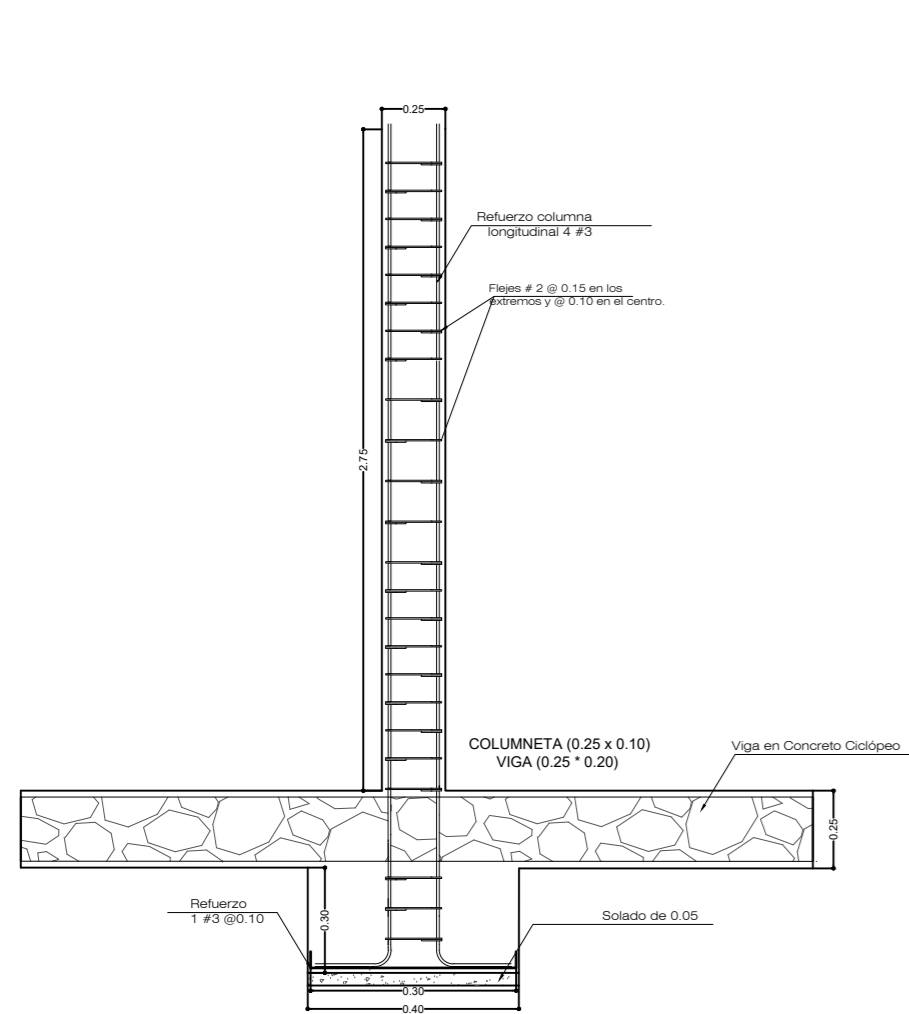 0.25
Refuerzo columna
longitudinal 4 #3
Flejes # 2 @ 0.15 en los
extremos y @ 0.10 en el centro.
2.75
COLUMNETA (0.25 x 0.10)
VIGA (0.25 * 0.20)
Viga en Concreto Ciclópeo
0.25
Refuerzo
1 #3 @0.10
0.30
Solado de 0.05
0.30
0.40